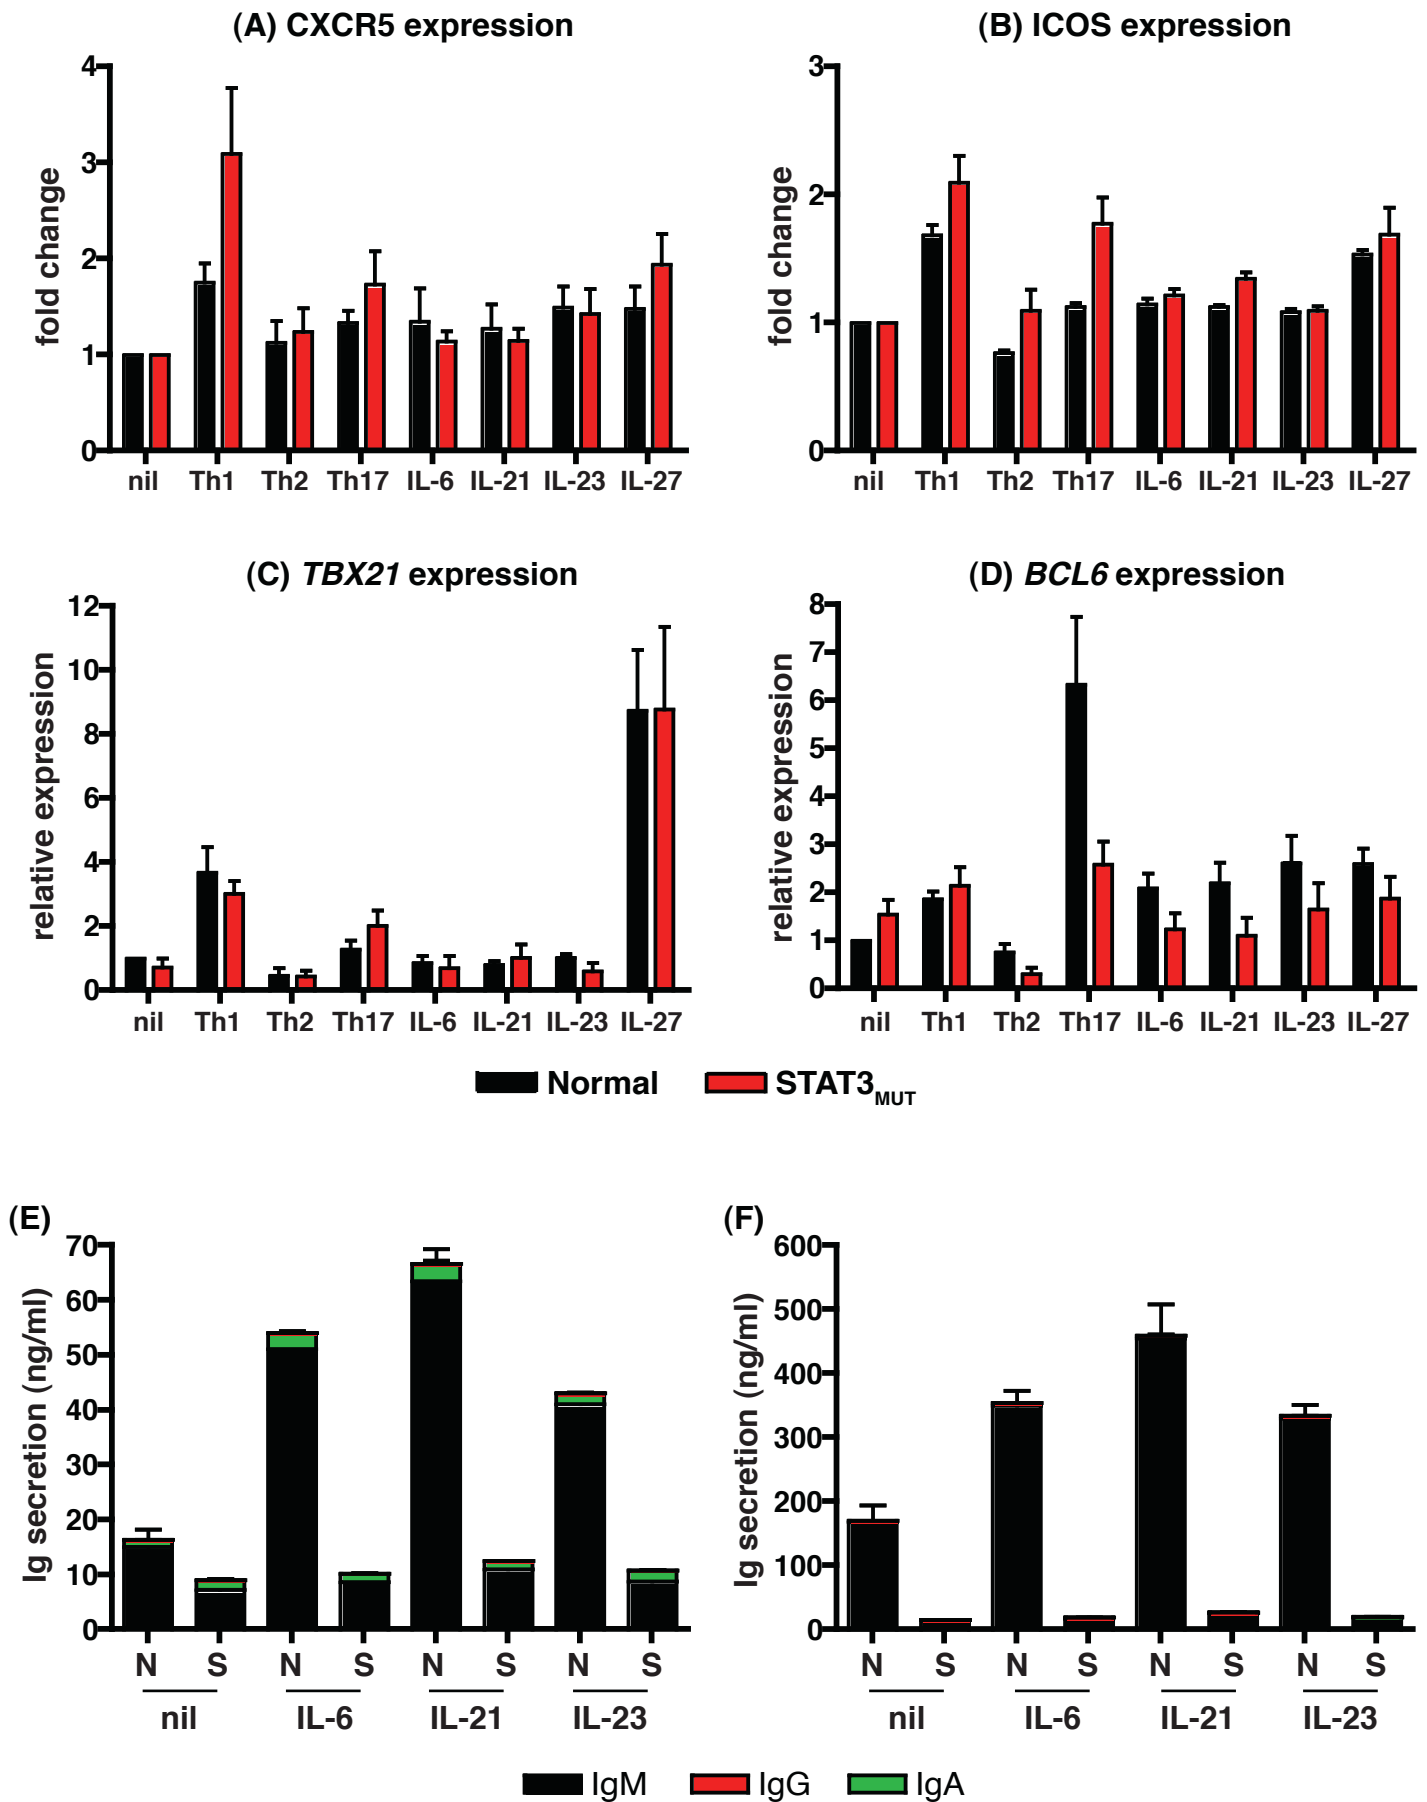 (A) CXCR5 expression
fold change
4
3
2
1
0
nil Th1 Th2 Th17 IL-6 IL-21 IL-23 IL-27
(B) ICOS expression
fold change
3
2
1
0
nil Th1 Th2 Th17 IL-6 IL-21 IL-23 IL-27
(C) TBX21 expression
relative expression
12
10
8
6
4
2
0
nil Th1 Th2 Th17 IL-6 IL-21 IL-23 IL-27
(D) BCL6 expression
relative expression
8
7
6
5
4
3
2
1
0
nil Th1 Th2 Th17 IL-6 IL-21 IL-23 IL-27
Normal STAT3MUT
(E)
Ig secretion (ng/ml)
70
60
50
40
30
20
10
0
N S N S N S N S
nil IL-6 IL-21 IL-23
(F)
Ig secretion (ng/ml)
600
500
400
300
200
100
0
N S N S N S N S
nil IL-6 IL-21 IL-23
IgM IgG IgA